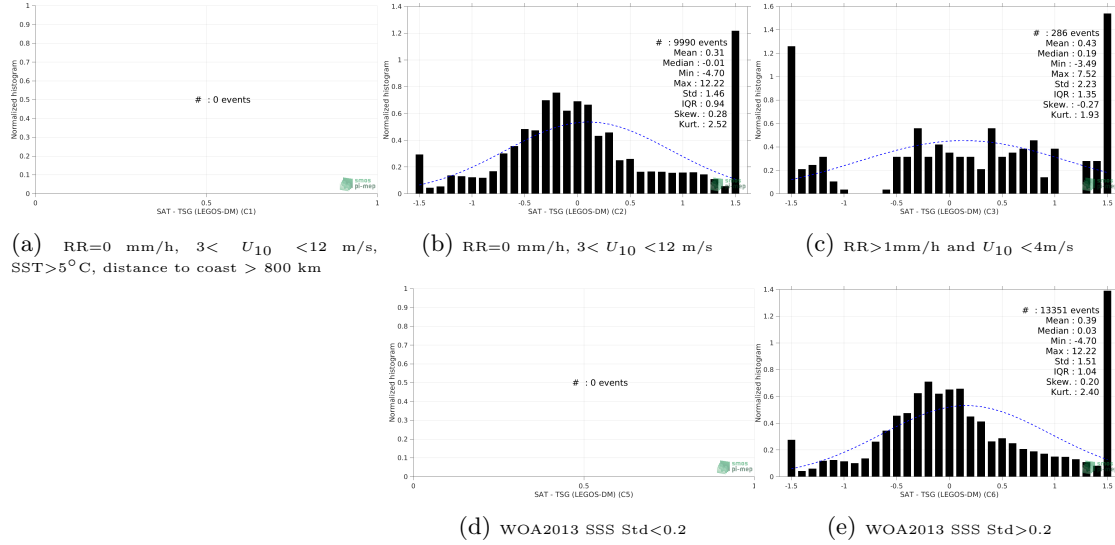 Normalized histogram
1
0.9
0.8
0.7
0.6
0.5
0.4
0.3
0.2
0.1
0
# : 0 events
smos
pi-mep
0 0.5 1
SAT - TSG (LEGOS-DM) (C1)
(a) RR=0 mm/h, 3< U10 <12 m/s,
SST>5°C, distance to coast > 800 km
Normalized histogram
1.4
1.2
1
0.8
0.6
0.4
0.2
0
# : 9990 events
Mean : 0.31
Median : -0.01
Min : -4.70
Max : 12.22
Std : 1.46
IQR : 0.94
Skew. : 0.28
Kurt. : 2.52
pi-mep
-1.5 -1 -0.5 0 0.5 1 1.5
SAT - TSG (LEGOS-DM) (C2)
(b) RR=0 mm/h, 3< U10 <12 m/s
Normalized histogram
1.6
1.4
1.2
1
0.8
0.6
0.4
0.2
0
# : 286 events
Mean : 0.43
Median : 0.19
Min : -3.49
Max : 7.52
Std : 2.23
IQR : 1.35
Skew. : -0.27
Kurt. : 1.93
-1.5 -1 -0.5 0 0.5 1 1.5
SAT - TSG (LEGOS-DM) (C3)
(c) RR>1mm/h and U10 <4m/s
Normalized histogram
1
0.9
0.8
0.7
0.6
0.5
0.4
0.3
0.2
0.1
0
# : 0 events
smos
pi-mep
0 0.5 1
SAT - TSG (LEGOS-DM) (C5)
(d) WOA2013 SSS Std<0.2
Normalized histogram
1.4
1.2
1
0.8
0.6
0.4
0.2
0
# : 13351 events
Mean : 0.39
Median : 0.03
Min : -4.70
Max : 12.22
Std : 1.51
IQR : 1.04
Skew. : 0.20
Kurt. : 2.40
-1.5 -1 -0.5 0 0.5 1 1.5
SAT - TSG (LEGOS-DM) (C6)
(e) WOA2013 SSS Std>0.2